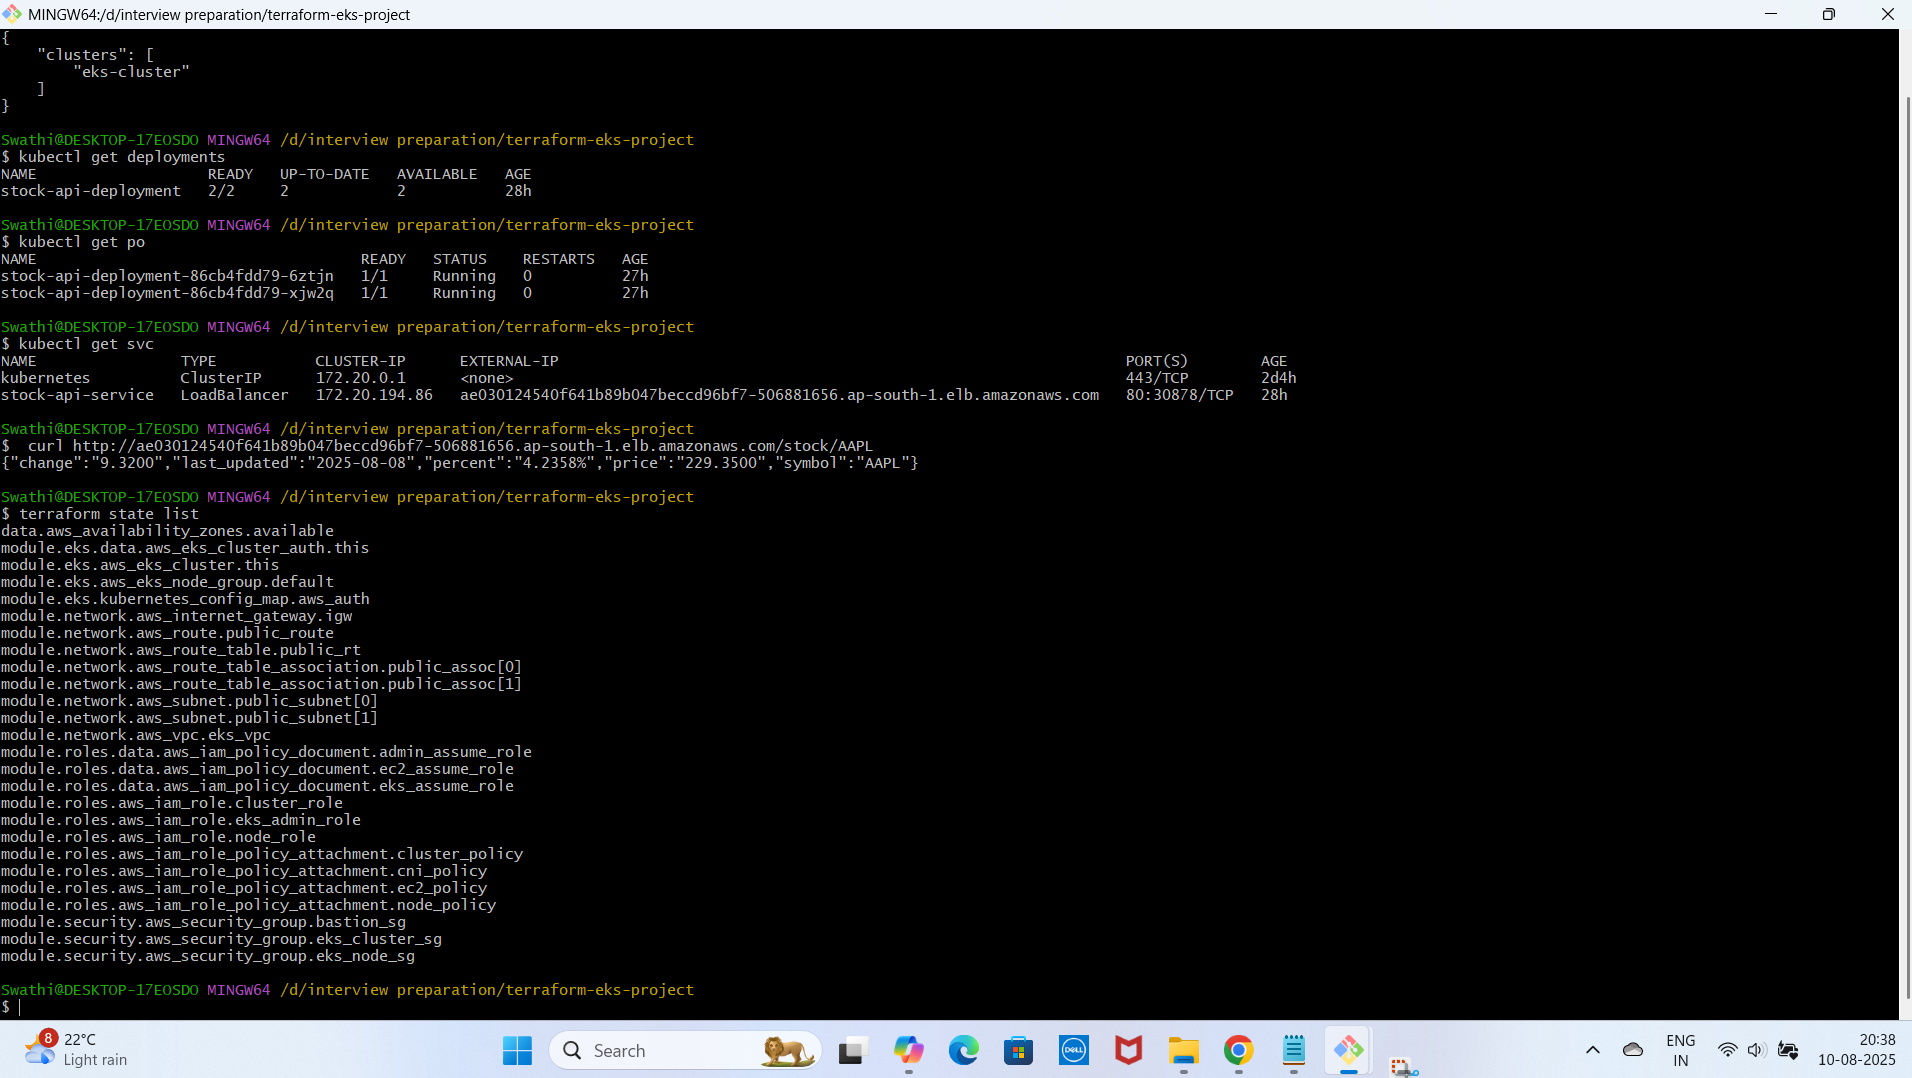 MINGW64:/d/interview preparation/terraform-eks-project
{
    "clusters": [
        "eks-cluster"
    ]
}
Swathi@DESKTOP-17EOSDO MINGW64 /d/interview preparation/terraform-eks-project
$ kubectl get deployments
NAME                   READY   UP-TO-DATE   AVAILABLE   AGE
stock-api-deployment   2/2     2            2           28h
Swathi@DESKTOP-17EOSDO MINGW64 /d/interview preparation/terraform-eks-project
$ kubectl get po
NAME                                    READY   STATUS    RESTARTS   AGE
stock-api-deployment-86cb4fdd79-6ztjn   1/1     Running   0          27h
stock-api-deployment-86cb4fdd79-xjw2q   1/1     Running   0          27h
Swathi@DESKTOP-17EOSDO MINGW64 /d/interview preparation/terraform-eks-project
$ kubectl get svc
NAME                TYPE           CLUSTER-IP      EXTERNAL-IP                                                               PORT(S)        AGE
kubernetes          ClusterIP      172.20.0.1      <none>                                                                    443/TCP        2d4h
stock-api-service   LoadBalancer   172.20.194.86   ae030124540f641b89b047beccd96bf7-506881656.ap-south-1.elb.amazonaws.com   80:30878/TCP   28h
Swathi@DESKTOP-17EOSDO MINGW64 /d/interview preparation/terraform-eks-project
$  curl http://ae030124540f641b89b047beccd96bf7-506881656.ap-south-1.elb.amazonaws.com/stock/AAPL
{"change":"9.3200","last_updated":"2025-08-08","percent":"4.2358%","price":"229.3500","symbol":"AAPL"}
Swathi@DESKTOP-17EOSDO MINGW64 /d/interview preparation/terraform-eks-project
$ terraform state list
data.aws_availability_zones.available
module.eks.data.aws_eks_cluster_auth.this
module.eks.aws_eks_cluster.this
module.eks.aws_eks_node_group.default
module.eks.kubernetes_config_map.aws_auth
module.network.aws_internet_gateway.igw
module.network.aws_route.public_route
module.network.aws_route_table.public_rt
module.network.aws_route_table_association.public_assoc[0]
module.network.aws_route_table_association.public_assoc[1]
module.network.aws_subnet.public_subnet[0]
module.network.aws_subnet.public_subnet[1]
module.network.aws_vpc.eks_vpc
module.roles.data.aws_iam_policy_document.admin_assume_role
module.roles.data.aws_iam_policy_document.ec2_assume_role
module.roles.data.aws_iam_policy_document.eks_assume_role
module.roles.aws_iam_role.cluster_role
module.roles.aws_iam_role.eks_admin_role
module.roles.aws_iam_role.node_role
module.roles.aws_iam_role_policy_attachment.cluster_policy
module.roles.aws_iam_role_policy_attachment.cni_policy
module.roles.aws_iam_role_policy_attachment.ec2_policy
module.roles.aws_iam_role_policy_attachment.node_policy
module.security.aws_security_group.bastion_sg
module.security.aws_security_group.eks_cluster_sg
module.security.aws_security_group.eks_node_sg
Swathi@DESKTOP-17EOSDO MINGW64 /d/interview preparation/terraform-eks-project
$
8
22°C
Light rain
Search
DELL
ENG
IN
20:38
10-08-2025